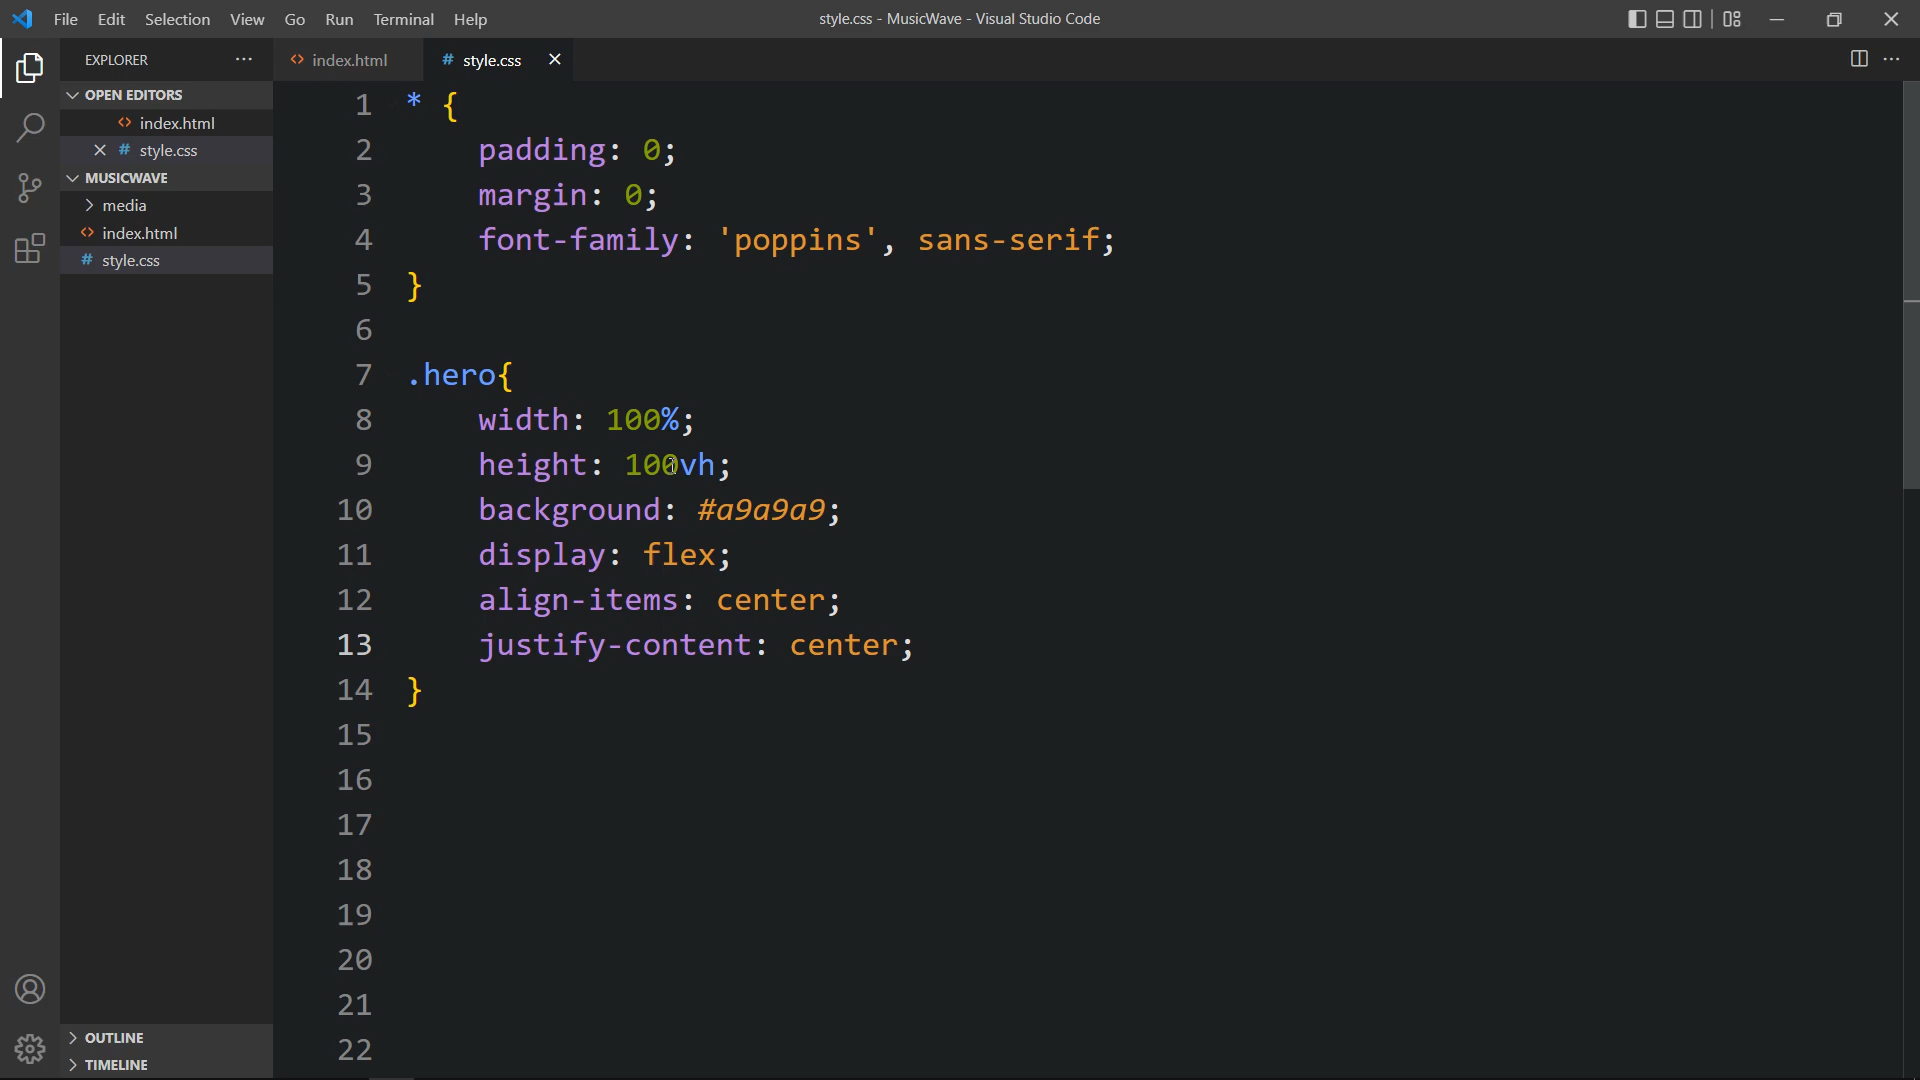 File Edit Selection View Go Run Terminal Help
style.css - MusicWave - Visual Studio Code
EXPLORER
index.html
# style.css
OPEN EDITORS
index.html
# style.css
MUSICWAVE
media
index.html
# style.css
OUTLINE
TIMELINE
1 * {
2 padding: 0;
3 margin: 0;
4 font-family: 'poppins', sans-serif;
5 }
6
7 .hero{
8 width: 100%;
9 height: 100vh;
10 background: #a9a9a9;
11 display: flex;
12 align-items: center;
13 justify-content: center;
14 }
15
16
17
18
19
20
21
22